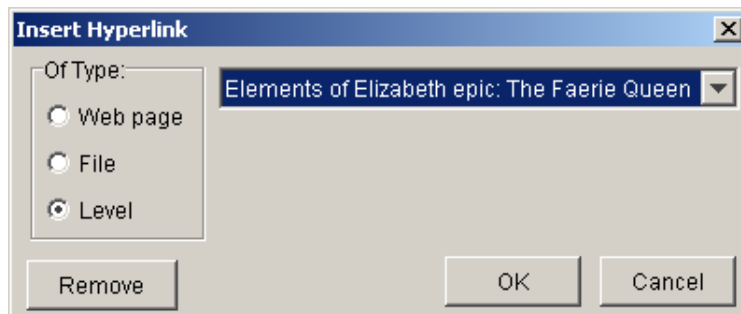 Insert Hyperlink
Of Type:
Web page
File
Level
Elements of Elizabeth epic: The Faerie Queen
Remove
OK
Cancel